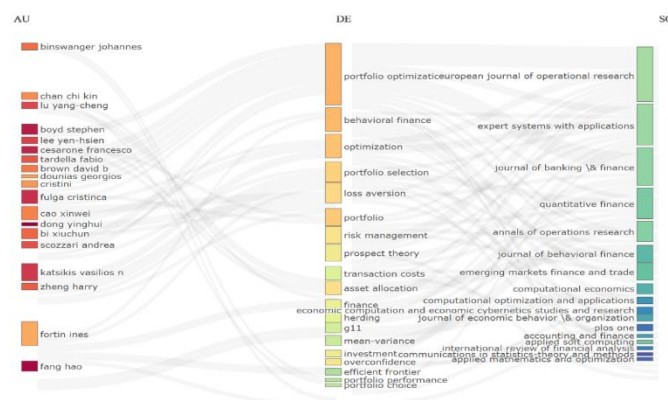 AU
DE
SO
binswanger johannes
chan chi kin
lu yang-cheng
boyd stephen
lee yen-hsien
cesarone francesco
tardella fabio
brown david b
dounias georgios
cristini
fulga cristinca
cao xinwei
dong yinghui
bi xiuchun
scozzari andrea
katsikis vasilios n
zheng harry
fortin ines
fang hao
portfolio optimization
behavioral finance
optimization
portfolio selection
loss aversion
portfolio
risk management
prospect theory
transaction costs
asset allocation
finance
herding
g11
mean-variance
investment
overconfidence
efficient frontier
portfolio performance
portfolio choice
european journal of operational research
expert systems with applications
journal of banking \& finance
quantitative finance
annals of operations research
journal of behavioral finance
emerging markets finance and trade
computational economics
computational optimization and applications
economic computation and economic cybernetics studies and research
journal of economic behavior \& organization
plos one
accounting and finance
applied soft computing
international review of financial analysis
communications in statistics-theory and methods
applied mathematics and optimization